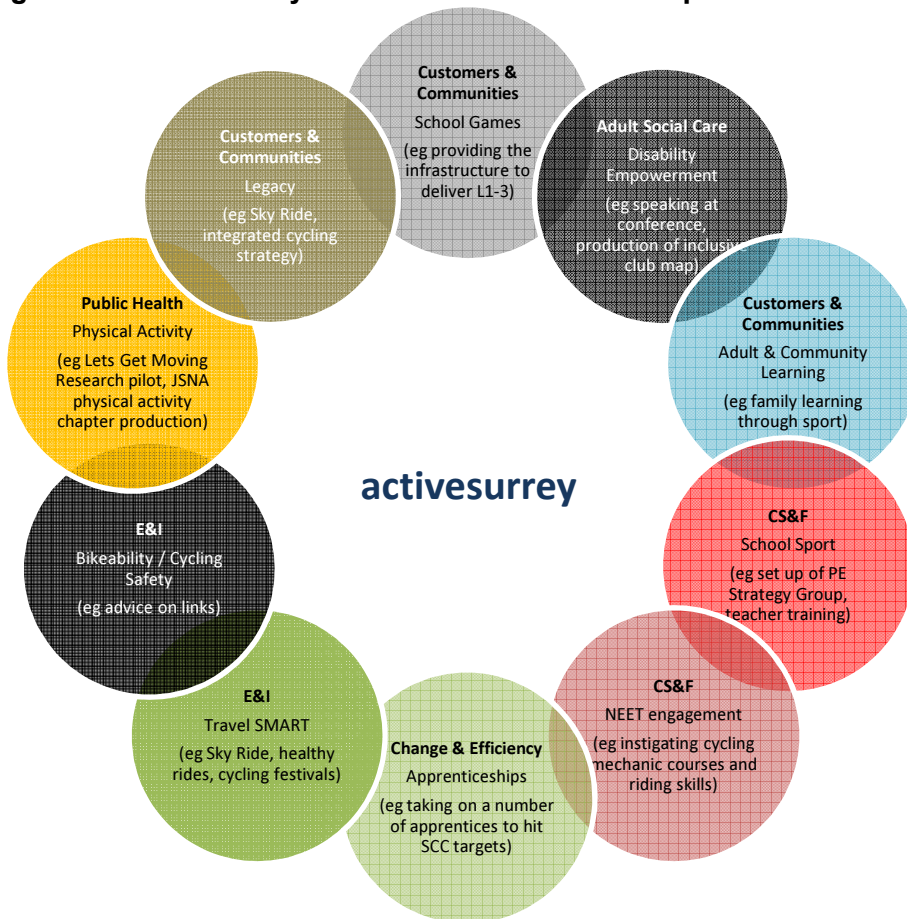 Customers &
Communities
School Games
(eg providing the
infrastructure to
deliver L1-3)
Adult Social Care
Disability
Empowerment
(eg speaking at
conference,
production of inclusive
club map)
Customers &
Communities
Adult & Community
Learning
(eg family learning
through sport)
CS&F
School Sport
(eg set up of PE
Strategy Group,
teacher training)
CS&F
NEET engagement
(eg instigating cycling
mechanic courses and
riding skills)
Change & Efficiency
Apprenticeships
(eg taking on a number
of apprentices to hit
SCC targets)
E&I
Travel SMART
(eg Sky Ride, healthy
rides, cycling festivals)
E&I
Bikeability / Cycling
Safety
(eg advice on links)
Public Health
Physical Activity
(eg Lets Get Moving
Research pilot, JSNA
physical activity
chapter production)
Customers &
Communities
Legacy
(eg Sky Ride,
integrated cycling
strategy)
activesurrey